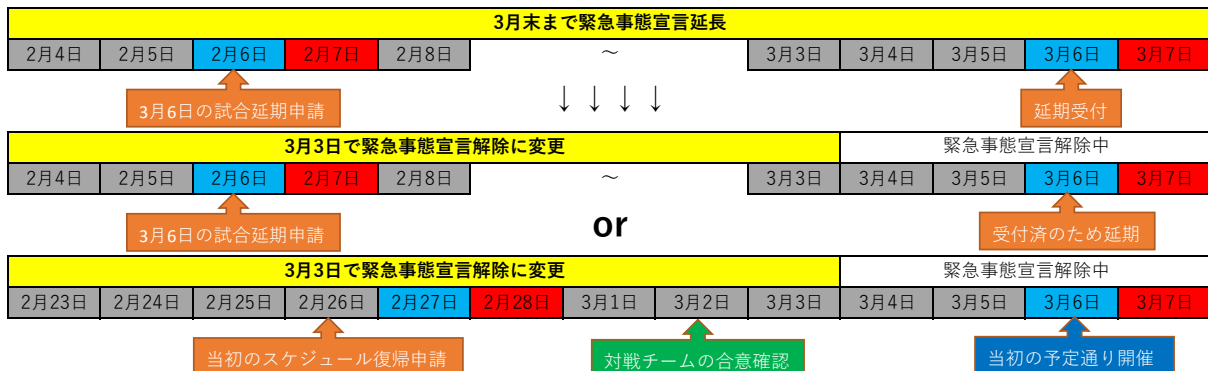 3月末まで緊急事態宣言延長
2月4日 2月5日 2月6日 2月7日 2月8日 ～ 3月3日 3月4日 3月5日 3月6日 3月7日
3月6日の試合延期申請 ↓ ↓ ↓ ↓ 延期受付
3月3日で緊急事態宣言解除に変更 緊急事態宣言解除中
2月4日 2月5日 2月6日 2月7日 2月8日 ～ 3月3日 3月4日 3月5日 3月6日 3月7日
3月6日の試合延期申請 or 受付済のため延期
3月3日で緊急事態宣言解除に変更 緊急事態宣言解除中
2月23日 2月24日 2月25日 2月26日 2月27日 2月28日 3月1日 3月2日 3月3日 3月4日 3月5日 3月6日 3月7日
当初のスケジュール復帰申請 対戦チームの合意確認 当初の予定通り開催